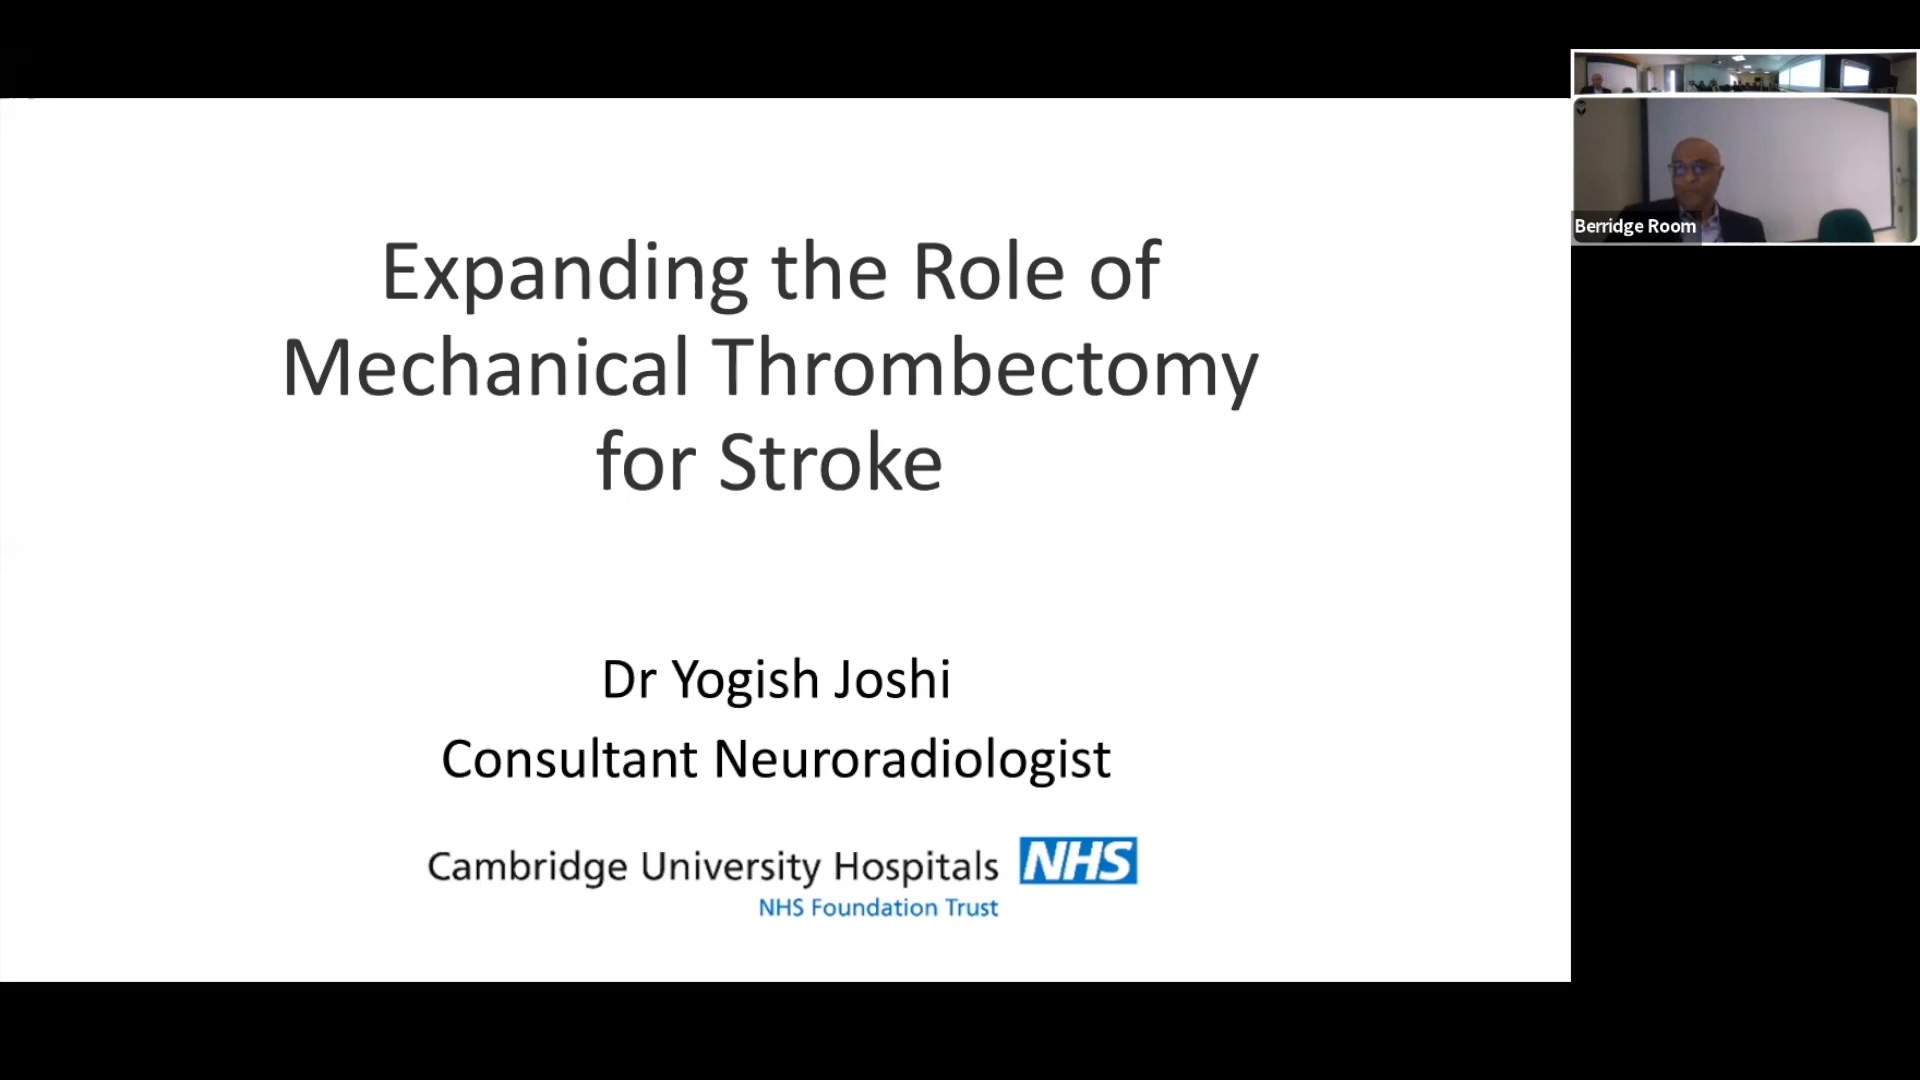 Expanding the Role of
Mechanical Thrombectomy
for Stroke
Dr Yogish Joshi
Consultant Neuroradiologist
Cambridge University Hospitals NHS
NHS Foundation Trust
Berridge Room